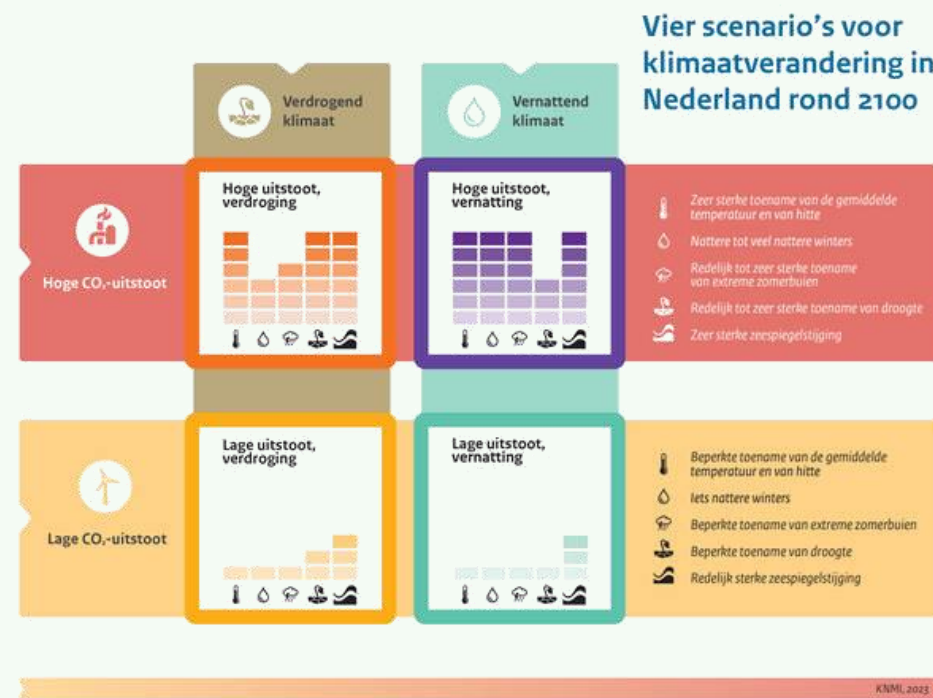 Vier scenario's voor
klimaatverandering in
Nederland rond 2100
Verdrogend
klimaat
Vernattend
klimaat
Hoge CO₂-uitstoot
Hoge uitstoot,
verdroging
Hoge uitstoot,
vernatting
Zeer sterke toename van de gemiddelde
temperatuur en van hitte
Nattere tot veel nattere winters
Redelijk tot zeer sterke toename
van extreme zomerbuien
Redelijk tot zeer sterke toename van droogte
Zeer sterke zeespiegelstijging
Lage CO₂-uitstoot
Lage uitstoot,
verdroging
Lage uitstoot,
vernatting
Beperkte toename van de gemiddelde
temperatuur en van hitte
Iets nattere winters
Beperkte toename van extreme zomerbuien
Beperkte toename van droogte
Redelijk sterke zeespiegelstijging
KNMI, 2023